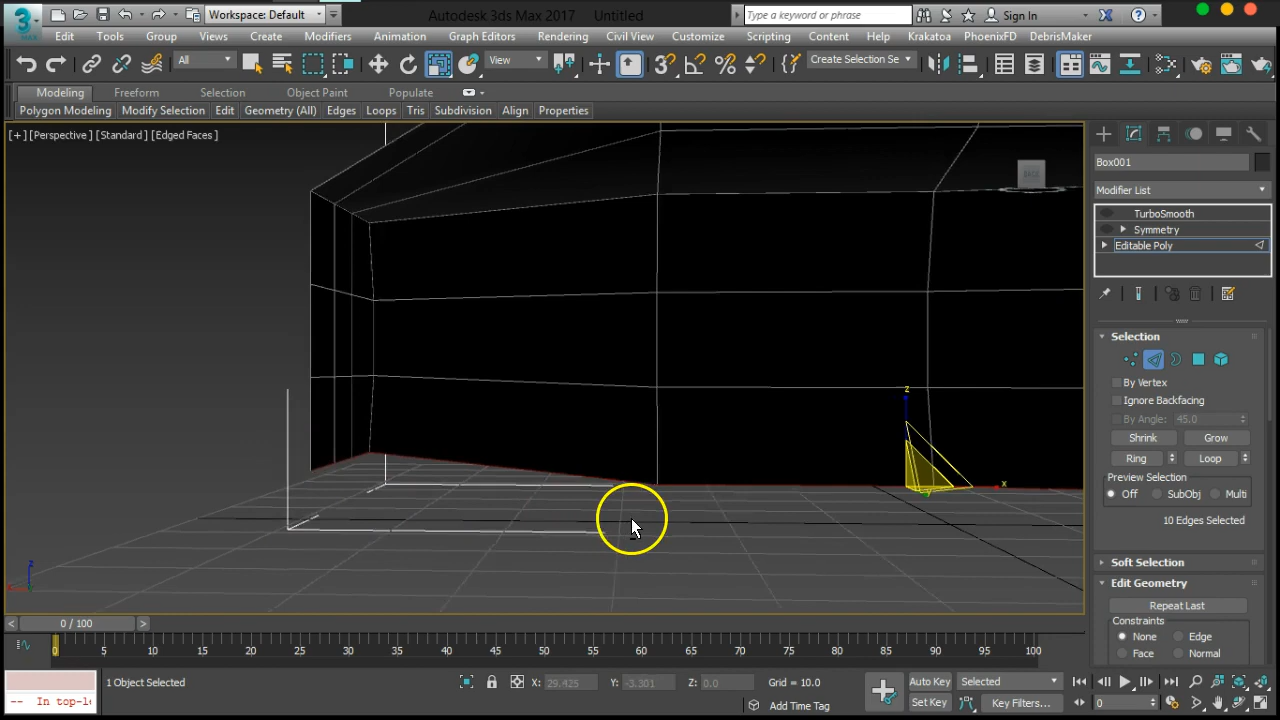 Workspace: Default
Autodesk 3ds Max 2017 Untitled
Type a keyword or phrase
Sign In
3
MAX
Edit Tools Group Views Create Modifiers Animation Graph Editors Rendering Civil View Customize Scripting Content Help Krakatoa PhoenixFD DebrisMaker
All View 3 Create Selection Se
Modeling Freeform Selection Object Paint Populate
Polygon Modeling Modify Selection Edit Geometry (All) Edges Loops Tris Subdivision Align Properties
[+] [Perspective] [Standard] [Edged Faces]
Box001
Modifier List
TurboSmooth
Symmetry
Editable Poly
Selection
By Vertex
Ignore Backfacing
By Angle: 45.0
Shrink Grow
Ring Loop
Preview Selection
Off SubObj Multi
10 Edges Selected
Soft Selection
Edit Geometry
Repeat Last
Constraints
None Edge
Face Normal
z
x
y
z
< 0 / 100 >
0 5 10 15 20 25 30 35 40 45 50 55 60 65 70 75 80 85 90 95 100
1 Object Selected X: 29.425 Y: -3.301 Z: 0.0 Grid = 10.0 Auto Key Selected
-- In top-le Add Time Tag Set Key Key Filters... 0